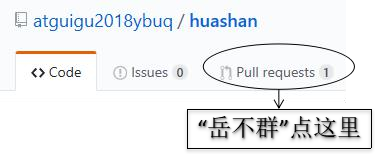 atguigu2018ybuq / huashan
Code Issues 0 Pull requests 1
“岳不群”点这里